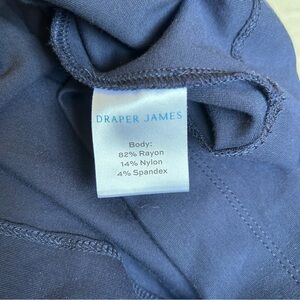 DRAPER JAMES
Body:
82% Rayon
14% Nylon
4% Spandex